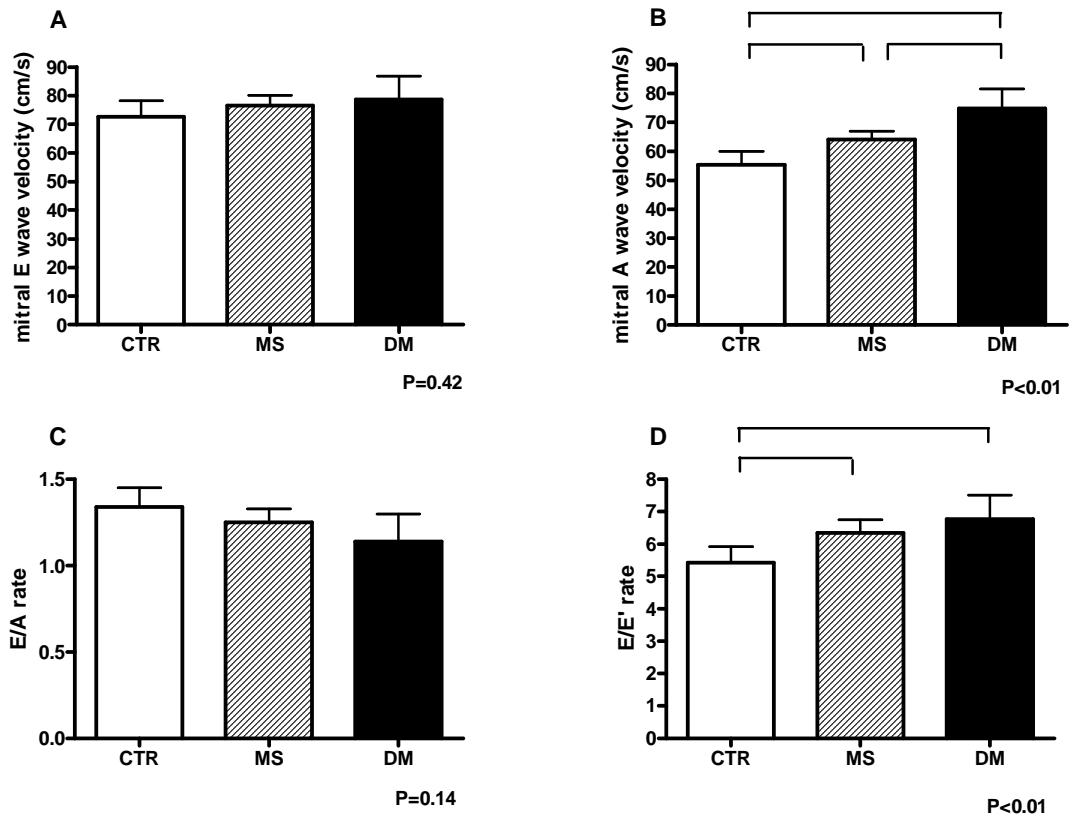 A
mitral E wave velocity (cm/s)
90
80
70
60
50
40
30
20
10
0
CTR MS DM
P=0.42
B
mitral A wave velocity (cm/s)
90
80
70
60
50
40
30
20
10
0
CTR MS DM
P<0.01
C
E/A rate
1.5
1.0
0.5
0.0
CTR MS DM
P=0.14
D
E/E' rate
8
7
6
5
4
3
2
1
0
CTR MS DM
P<0.01